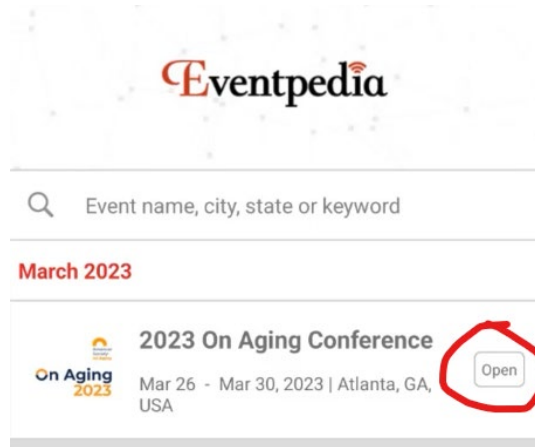 Eventpedia
Event name, city, state or keyword
March 2023
2023 On Aging Conference
On Aging
2023
Mar 26 - Mar 30, 2023 | Atlanta, GA,
USA
Open